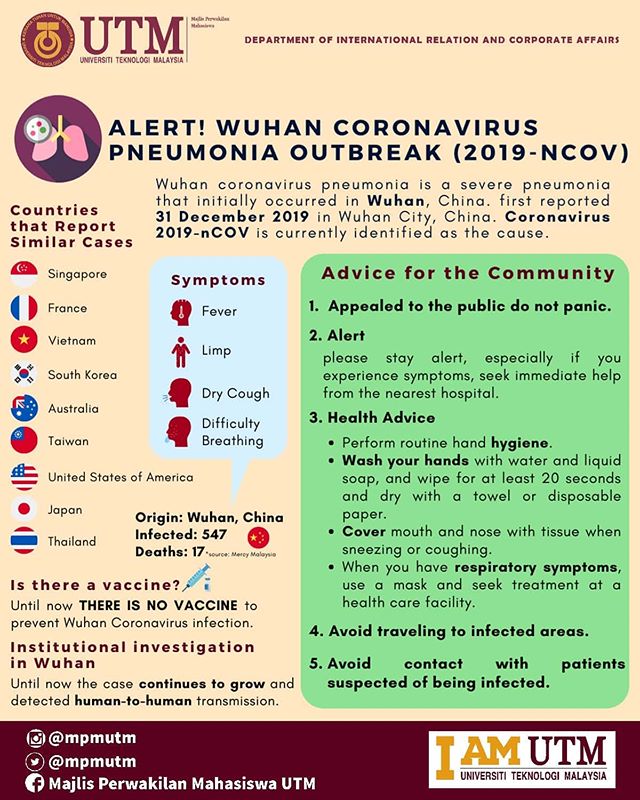 UTM
UNIVERSITI TEKNOLOGI MALAYSIA
Majlis Perwakilan
Mahasiswa
DEPARTMENT OF INTERNATIONAL RELATION AND CORPORATE AFFAIRS
ALERT! WUHAN CORONAVIRUS
PNEUMONIA OUTBREAK (2019-NCOV)
Wuhan coronavirus pneumonia is a severe pneumonia
that initially occurred in Wuhan, China. first reported
31 December 2019 in Wuhan City, China. Coronavirus
2019-nCOV is currently identified as the cause.
Countries
that Report
Similar Cases
Singapore
France
Vietnam
South Korea
Australia
Taiwan
United States of America
Japan
Thailand
Symptoms
Fever
Limp
Dry Cough
Difficulty
Breathing
Origin: Wuhan, China
Infected: 547
Deaths: 17 *source: Mercy Malaysia
Is there a vaccine?
Until now THERE IS NO VACCINE to
prevent Wuhan Coronavirus infection.
Institutional investigation
in Wuhan
Until now the case continues to grow and
detected human-to-human transmission.
Advice for the Community
1. Appealed to the public do not panic.
2. Alert
please stay alert, especially if you
experience symptoms, seek immediate help
from the nearest hospital.
3. Health Advice
• Perform routine hand hygiene.
• Wash your hands with water and liquid
soap, and wipe for at least 20 seconds
and dry with a towel or disposable
paper.
• Cover mouth and nose with tissue when
sneezing or coughing.
• When you have respiratory symptoms,
use a mask and seek treatment at a
health care facility.
4. Avoid traveling to infected areas.
5. Avoid contact with patients
suspected of being infected.
@mpmutm
@mpmutm
Majlis Perwakilan Mahasiswa UTM
I AM UTM
UNIVERSITI TEKNOLOGI MALAYSIA